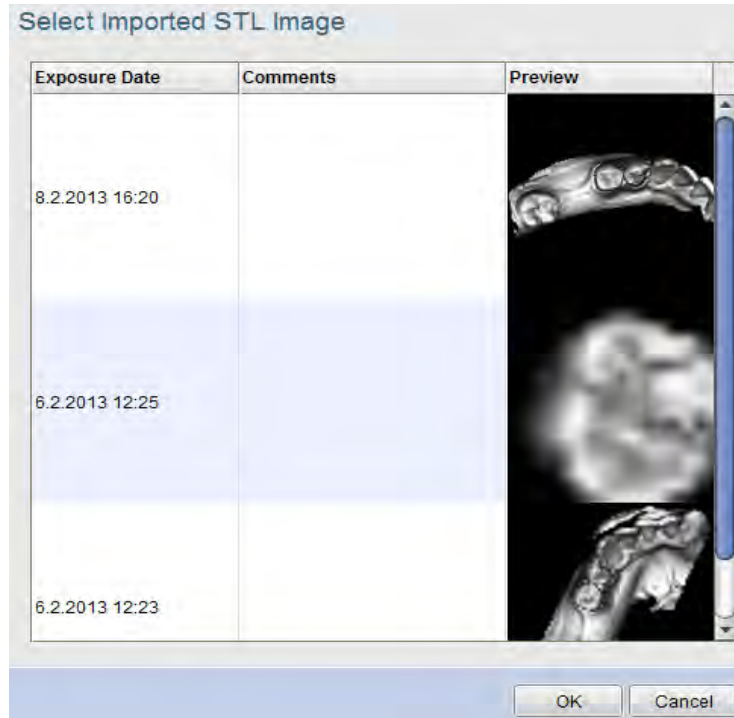 Select Imported STL Image
Exposure Date Comments Preview
8.2.2013 16:20
6.2.2013 12:25
6.2.2013 12:23
OK Cancel